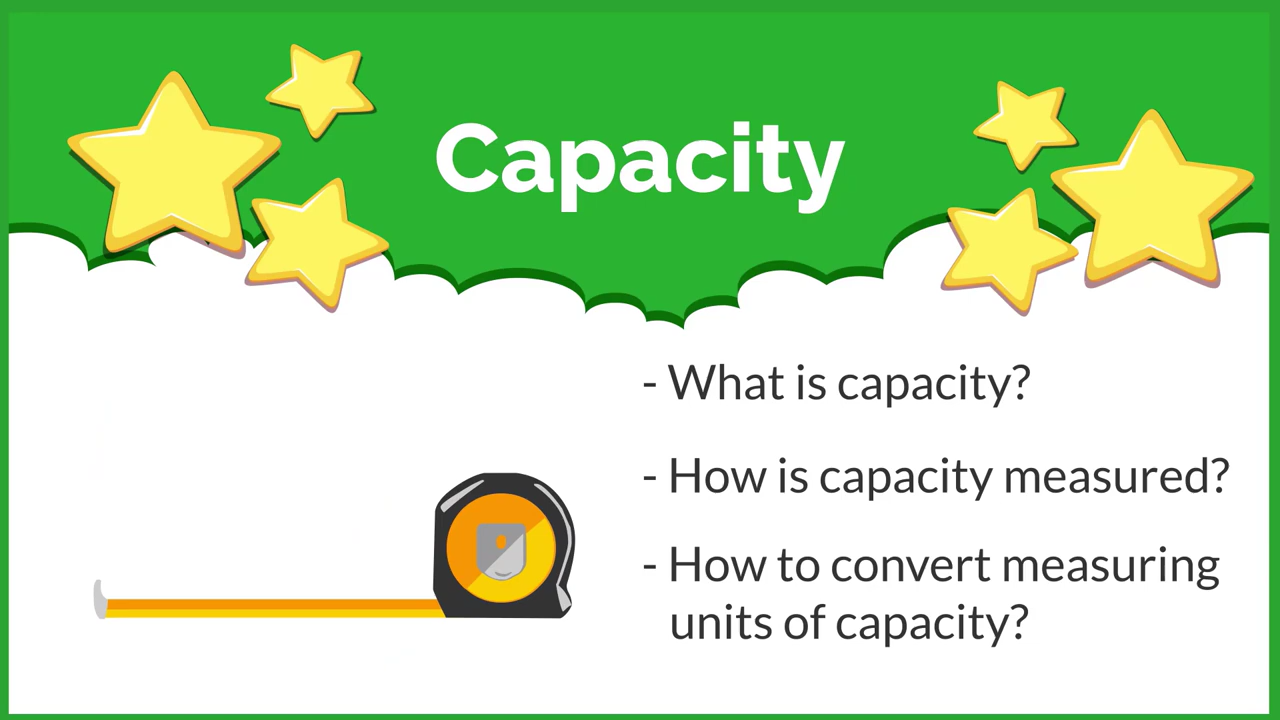 Capacity
- What is capacity?
- How is capacity measured?
- How to convert measuring
units of capacity?